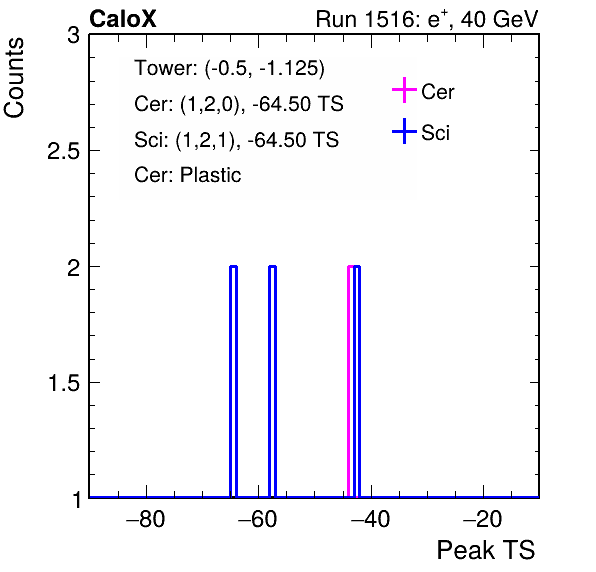 CaloX
Run 1516: e+, 40 GeV
Counts
3
2.5
2
1.5
1
Tower: (-0.5, -1.125)
Cer: (1,2,0), -64.50 TS
Sci: (1,2,1), -64.50 TS
Cer: Plastic
Cer
Sci
−80
−60
−40
−20
Peak TS